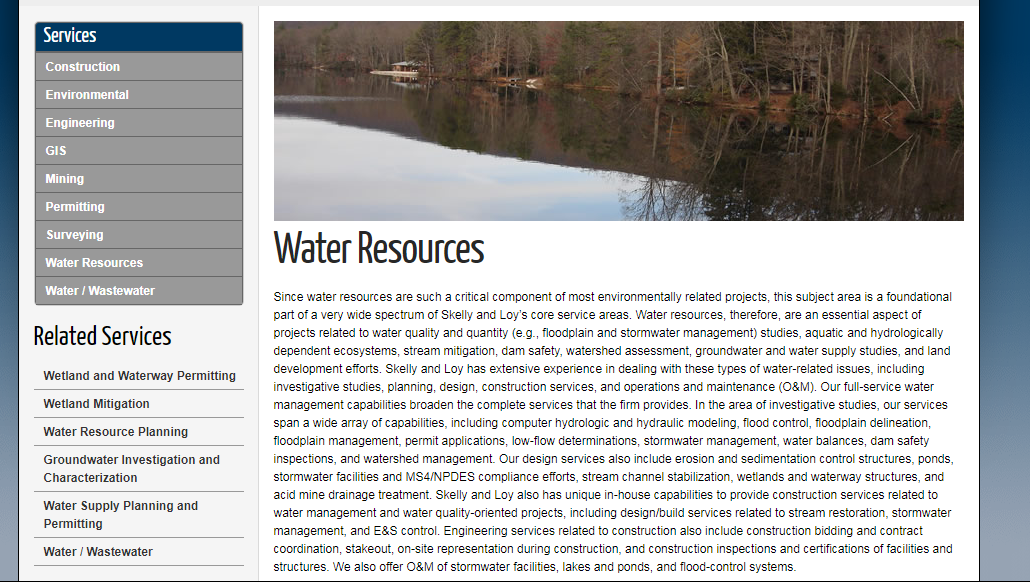 Services
Construction
Environmental
Engineering
GIS
Mining
Permitting
Surveying
Water Resources
Water / Wastewater
Related Services
Wetland and Waterway Permitting
Wetland Mitigation
Water Resource Planning
Groundwater Investigation and
Characterization
Water Supply Planning and
Permitting
Water / Wastewater
Water Resources
Since water resources are such a critical component of most environmentally related projects, this subject area is a foundational
part of a very wide spectrum of Skelly and Loy's core service areas. Water resources, therefore, are an essential aspect of
projects related to water quality and quantity (e.g., floodplain and stormwater management) studies, aquatic and hydrologically
dependent ecosystems, stream mitigation, dam safety, watershed assessment, groundwater and water supply studies, and land
development efforts. Skelly and Loy has extensive experience in dealing with these types of water-related issues, including
investigative studies, planning, design, construction services, and operations and maintenance (O&M). Our full-service water
management capabilities broaden the complete services that the firm provides. In the area of investigative studies, our services
span a wide array of capabilities, including computer hydrologic and hydraulic modeling, flood control, floodplain delineation,
floodplain management, permit applications, low-flow determinations, stormwater management, water balances, dam safety
inspections, and watershed management. Our design services also include erosion and sedimentation control structures, ponds,
stormwater facilities and MS4/NPDES compliance efforts, stream channel stabilization, wetlands and waterway structures, and
acid mine drainage treatment. Skelly and Loy also has unique in-house capabilities to provide construction services related to
water management and water quality-oriented projects, including design/build services related to stream restoration, stormwater
management, and E&S control. Engineering services related to construction also include construction bidding and contract
coordination, stakeout, on-site representation during construction, and construction inspections and certifications of facilities and
structures. We also offer O&M of stormwater facilities, lakes and ponds, and flood-control systems.